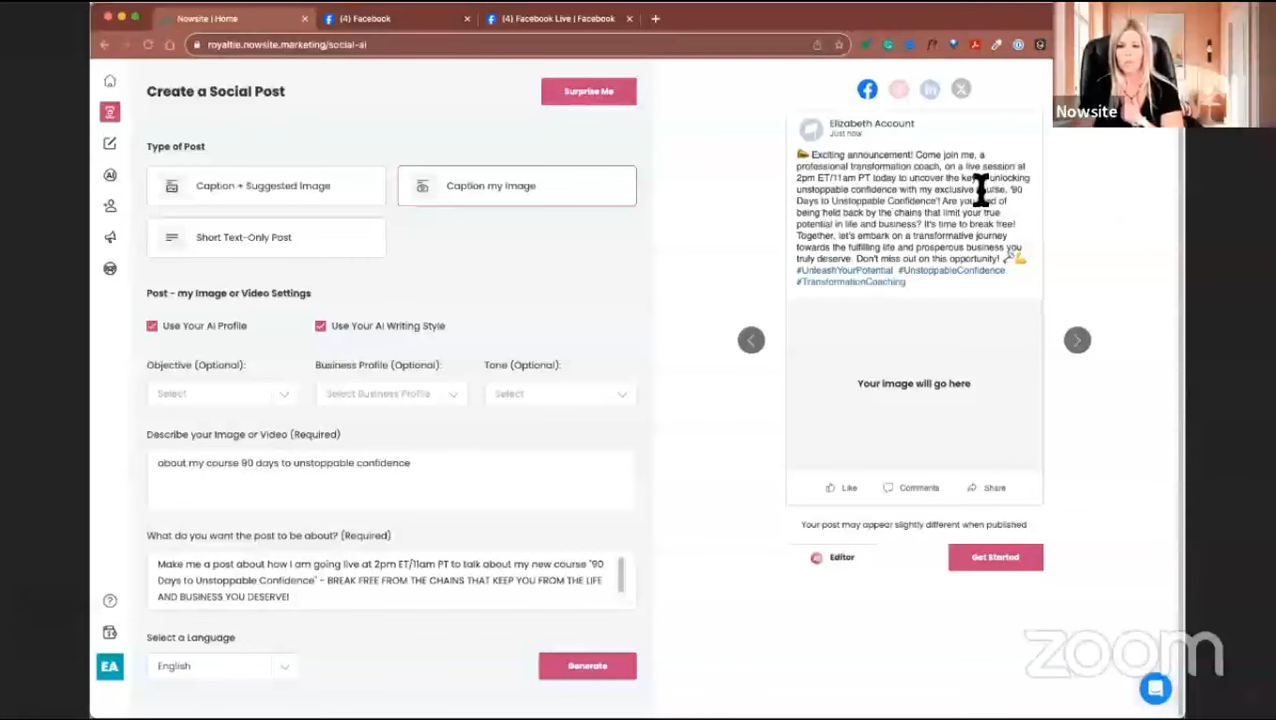 Nowsite | Home
(4) Facebook
(4) Facebook Live | Facebook
royaltie.nowsite.marketing/social-ai
Nowsite
Create a Social Post
Surprise Me
Type of Post
Caption + Suggested Image
Caption my Image
Short Text-Only Post
Post - my Image or Video Settings
Use Your Ai Profile
Use Your AI Writing Style
Objective (Optional):
Business Profile (Optional):
Tone (Optional):
Select
Select Business Profile
Select
Describe your Image or Video (Required)
about my course 90 days to unstoppable confidence
What do you want the post to be about? (Required)
Make me a post about how I am going live at 2pm ET/11am PT to talk about my new course "90
Days to Unstoppable Confidence" - BREAK FREE FROM THE CHAINS THAT KEEP YOU FROM THE LIFE
AND BUSINESS YOU DESERVE!
Select a Language
English
Generate
EA
Elizabeth Account
Just now
Exciting announcement! Come join me, a
professional transformation coach, on a live session at
2pm ET/11am PT today to uncover the unlocking
unstoppable confidence with my exclusive '90
Days to Unstoppable Confidence'! Are you of
being held back by the chains that limit your true
potential in life and business? It's time to break free!
Together, let's embark on a transformative journey
towards the fulfilling life and prosperous business you
truly deserve. Don't miss out on this opportunity!
#UnleashYourPotential #UnstoppableConfidence
#TransformationCoaching
Your image will go here
Like
Comments
Share
Your post may appear slightly different when published
Editor
Get Started
zoom